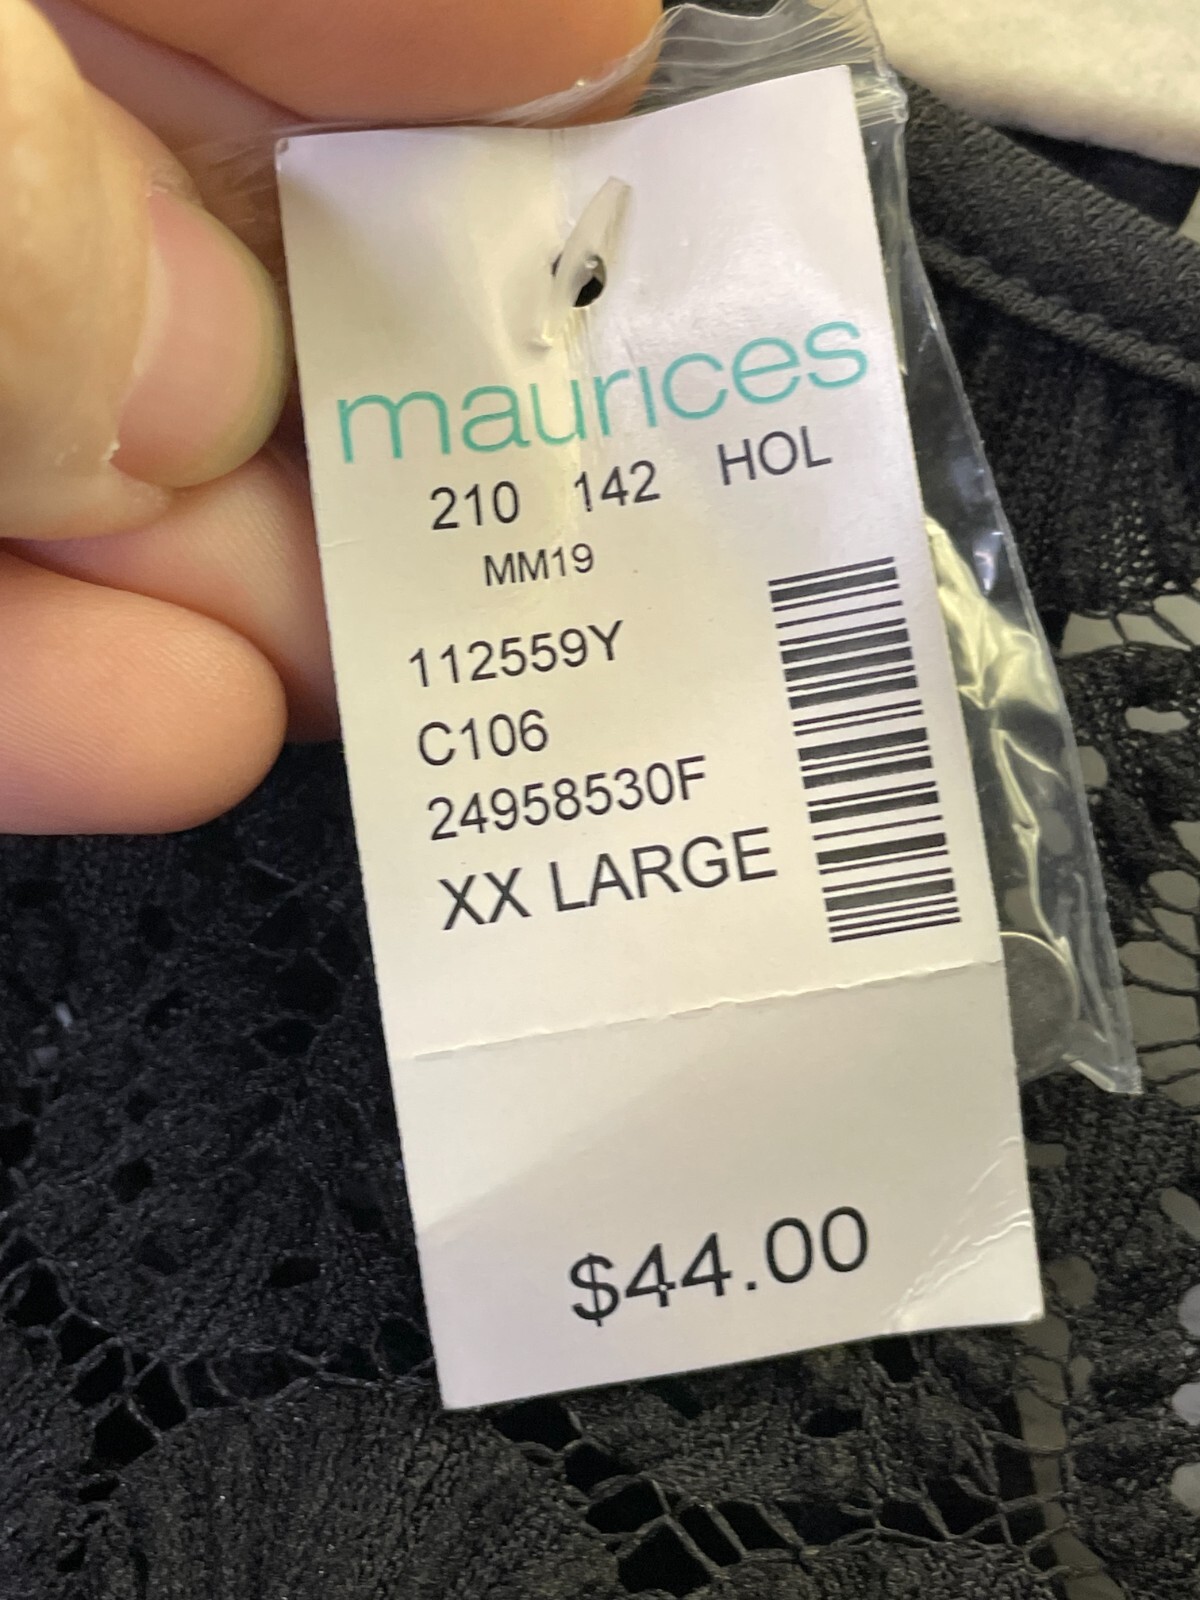 maurices
210 142 HOL
MM19
112559Y
C106
24958530F
XX LARGE
$44.00